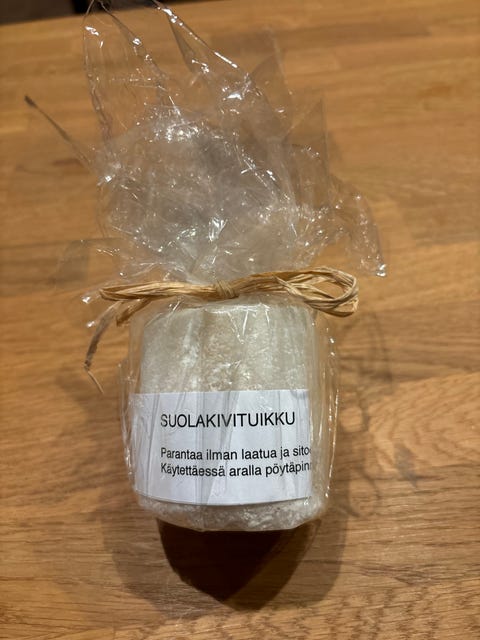 SUOLAKIVITUIKKU
Parantaa ilman laatua ja
Käytettäessä aralla